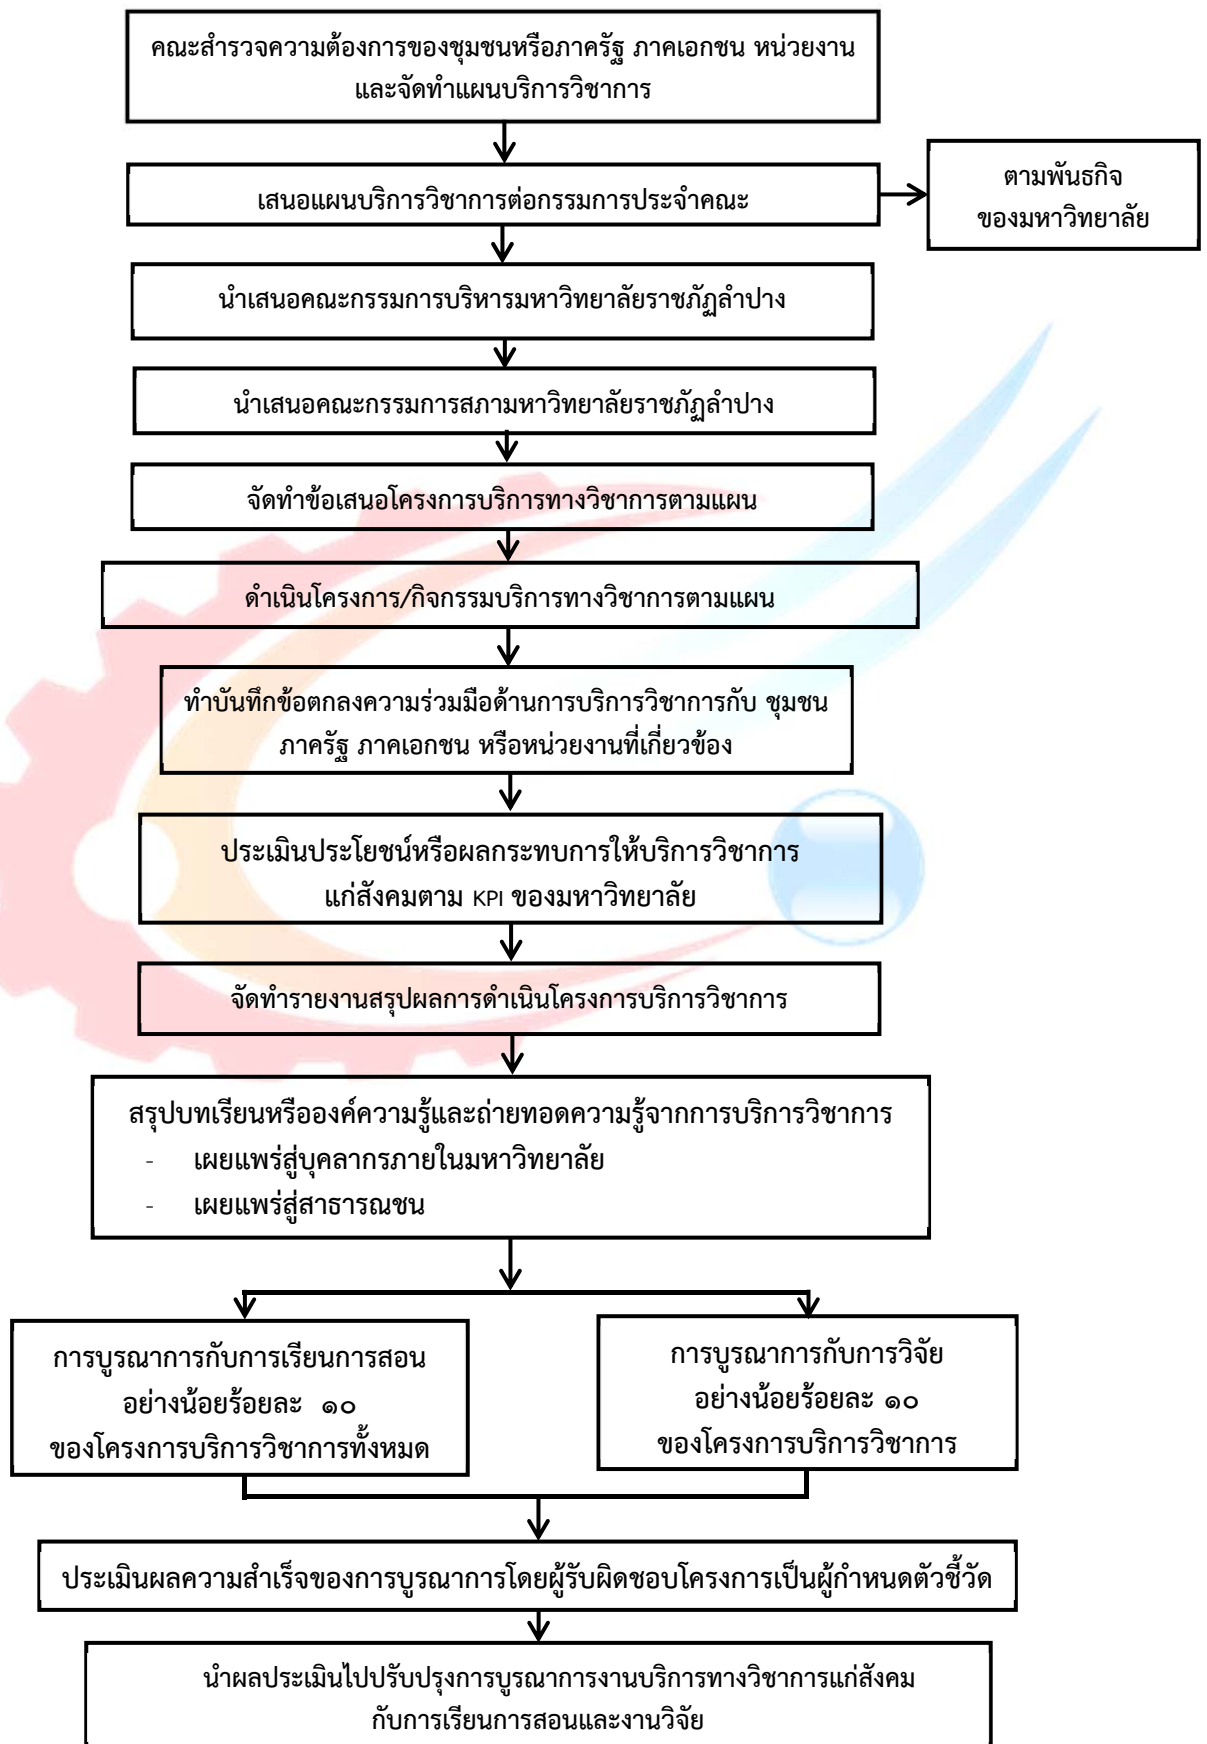 คณะสำรวจความต้องการของชุมชนหรือภาครัฐ ภาคเอกชน หน่วยงาน
และจัดทำแผนบริการวิชาการ
เสนอแผนบริการวิชาการต่อกรรมการประจำคณะ
ตามพันธกิจ
ของมหาวิทยาลัย
นำเสนอคณะกรรมการบริหารมหาวิทยาลัยราชภัฏลำปาง
นำเสนอคณะกรรมการสภามหาวิทยาลัยราชภัฏลำปาง
จัดทำข้อเสนอโครงการบริการทางวิชาการตามแผน
ดำเนินโครงการ/กิจกรรมบริการทางวิชาการตามแผน
ทำบันทึกข้อตกลงความร่วมมือด้านการบริการวิชาการกับ ชุมชน
ภาครัฐ ภาคเอกชน หรือหน่วยงานที่เกี่ยวข้อง
ประเมินประโยชน์หรือผลกระทบการให้บริการวิชาการ
แก่สังคมตาม KPI ของมหาวิทยาลัย
จัดทำรายงานสรุปผลการดำเนินโครงการบริการวิชาการ
สรุปบทเรียนหรือองค์ความรู้และถ่ายทอดความรู้จากการบริการวิชาการ
- เผยแพร่สู่บุคลากรภายในมหาวิทยาลัย
- เผยแพร่สู่สาธารณชน
การบูรณาการกับการเรียนการสอน
อย่างน้อยร้อยละ ๑๐
ของโครงการบริการวิชาการทั้งหมด
การบูรณาการกับการวิจัย
อย่างน้อยร้อยละ ๑๐
ของโครงการบริการวิชาการ
ประเมินผลความสำเร็จของการบูรณาการโดยผู้รับผิดชอบโครงการเป็นผู้กำหนดตัวชี้วัด
นำผลประเมินไปปรับปรุงการบูรณาการงานบริการทางวิชาการแก่สังคม
กับการเรียนการสอนและงานวิจัย